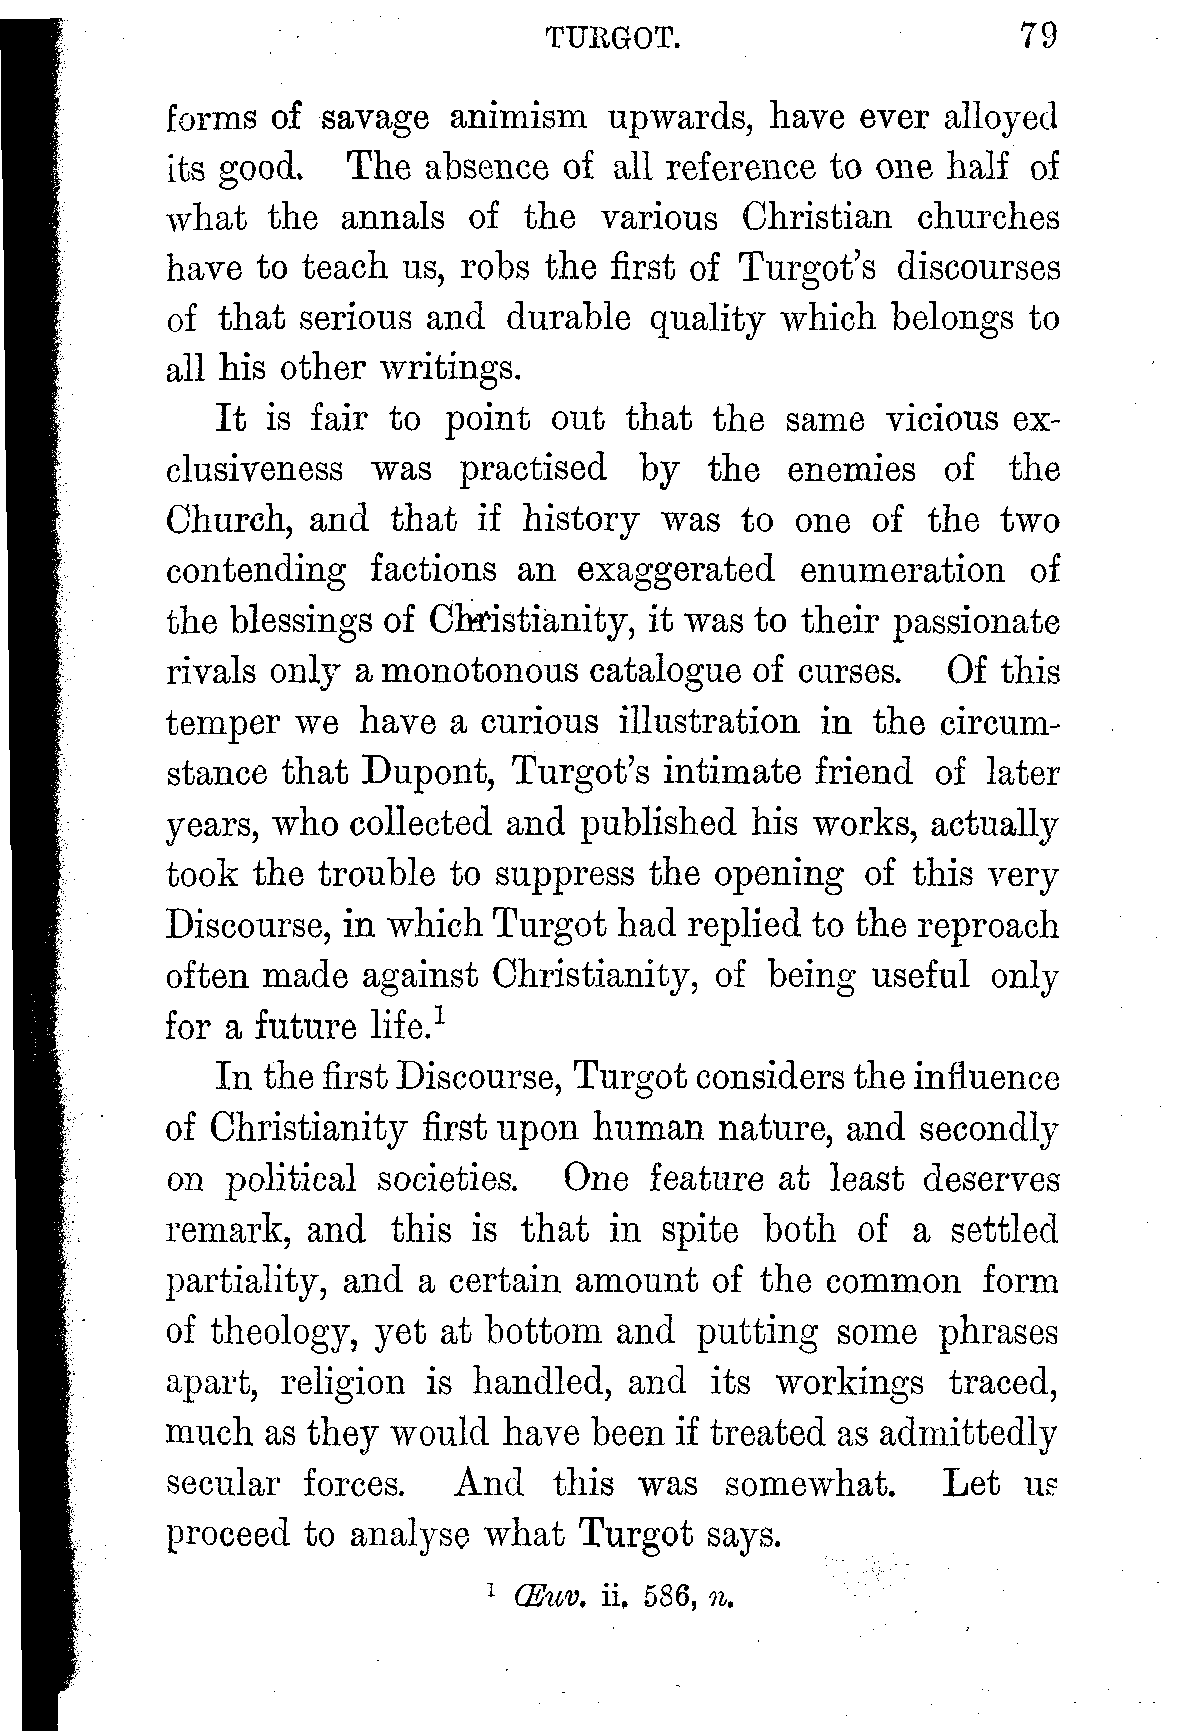 TURGOT. 79
forms of savage animism upwards, have ever alloyed
its good. The absence of all reference to one half of
what the annals of the various Christian churches
have to teach us, robs the first of Turgot's discourses
of that serious and durable quality which belongs to
all his other writings.
It is fair to point out that the same vicious ex-
clusiveness was practised by the enemies of the
Church, and that if history was to one of the two
contending factions an exaggerated enumeration of
the blessings of Christianity, it was to their passionate
rivals only a monotonous catalogue of curses. Of this
temper we have a curious illustration in the circum-
stance that Dupont, Turgot's intimate friend of later
years, who collected and published his works, actually
took the trouble to suppress the opening of this very
Discourse, in which Turgot had replied to the reproach
often made against Christianity, of being useful only
for a future life.¹
In the first Discourse, Turgot considers the influence
of Christianity first upon human nature, and secondly
on political societies. One feature at least deserves
remark, and this is that in spite both of a settled
partiality, and a certain amount of the common form
of theology, yet at bottom and putting some phrases
apart, religion is handled, and its workings traced,
much as they would have been if treated as admittedly
secular forces. And this was somewhat. Let us
proceed to analyse what Turgot says.
¹ Œuv. ii. 586, n.